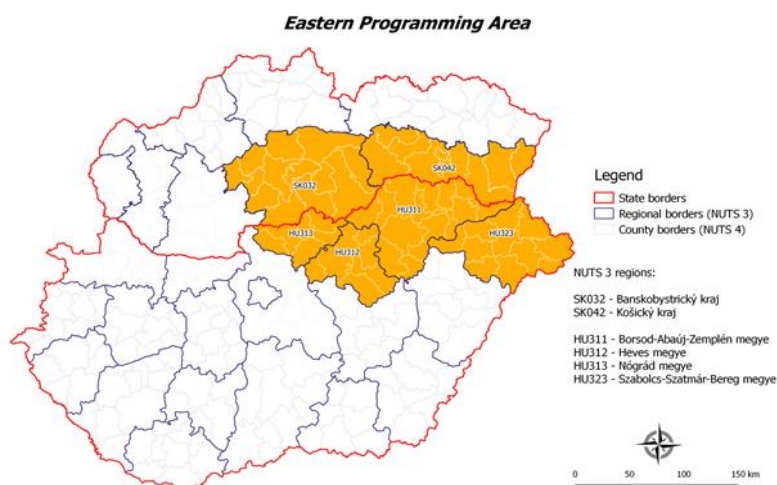 Eastern Programming Area
SK032
SK042
HU311
HU313
HU312
HU323
Legend
State borders
Regional borders (NUTS 3)
County borders (NUTS 4)
NUTS 3 regions:
SK032 - Banskobystrický kraj
SK042 - Košický kraj
HU311 - Borsod-Abaúj-Zemplén megye
HU312 - Heves megye
HU313 - Nógrád megye
HU323 - Szabolcs-Szatmár-Bereg megye
0 50 100 150 km